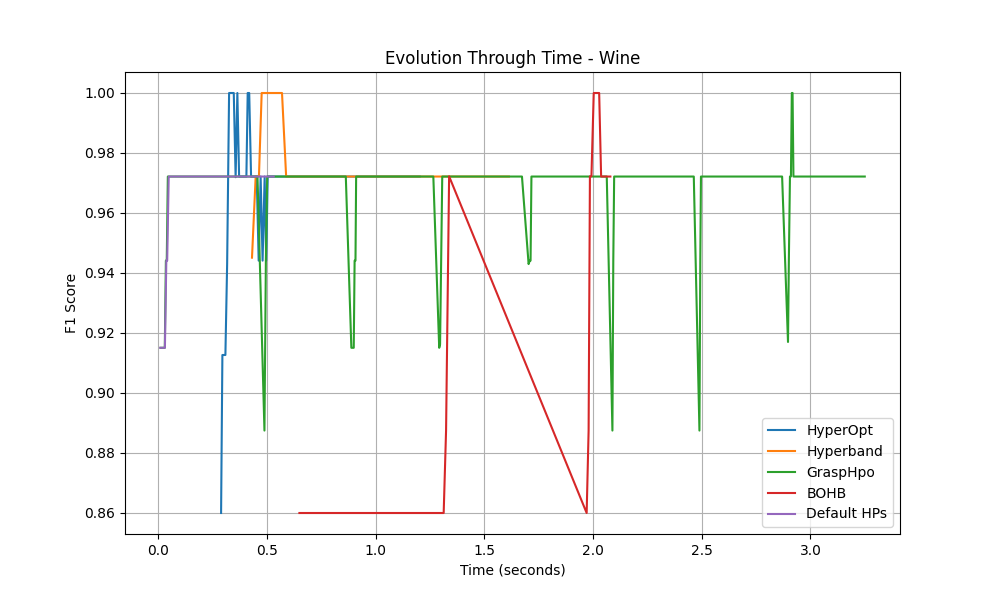 Evolution Through Time - Wine
F1 Score
1.00
0.98
0.96
0.94
0.92
0.90
0.88
0.86
0.0
0.5
1.0
1.5
2.0
2.5
3.0
Time (seconds)
HyperOpt
Hyperband
GraspHpo
BOHB
Default HPs